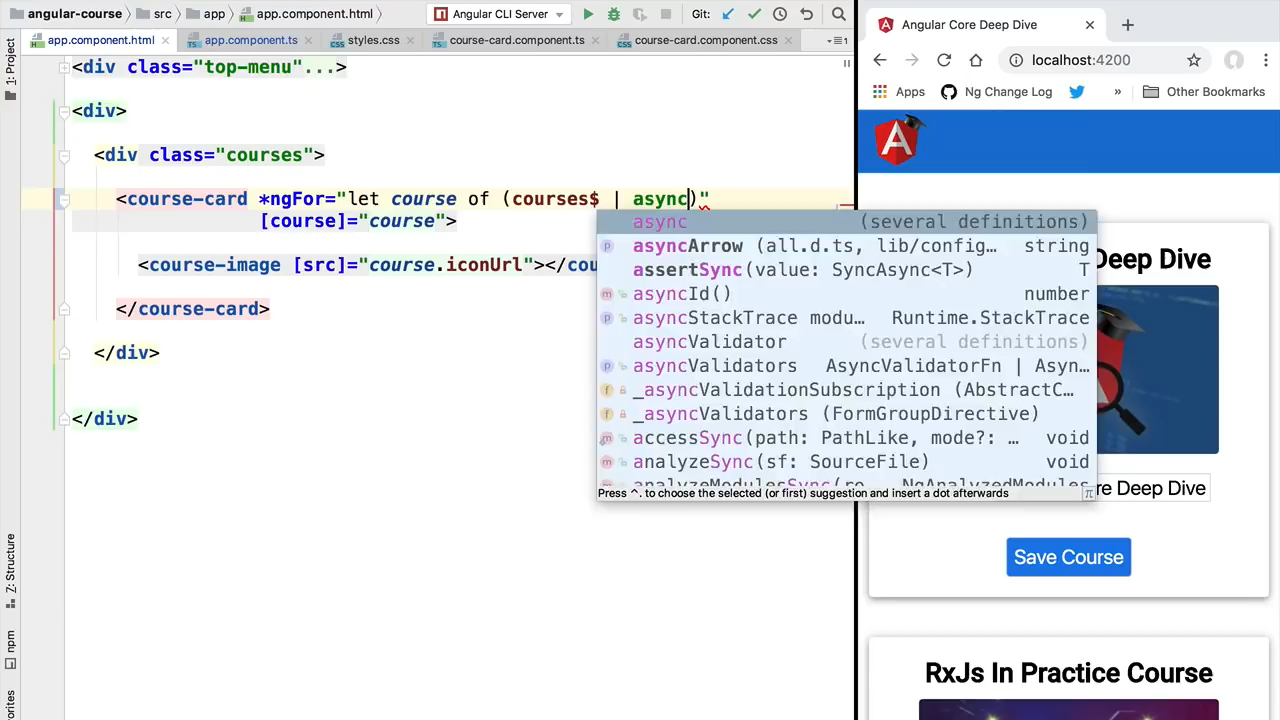 angular-course
src
app
app.component.html
Angular CLI Server
Git:
app.component.html
app.component.ts
styles.css
course-card.component.ts
course-card.component.css
1
1: Project
Z: Structure
npm
<div class="top-menu"...>
<div>
<div class="courses">
<course-card *ngFor="let course of (courses$ | async)"
[course]="course">
<course-image [src]="course.iconUrl"></cou
</course-card>
</div>
</div>
async (several definitions)
asyncArrow (all.d.ts, lib/config… string
assertSync(value: SyncAsync<T>) T
asyncId() number
asyncStackTrace modu… Runtime.StackTrace
asyncValidator (several definitions)
asyncValidators AsyncValidatorFn | Asyn…
_asyncValidationSubscription (AbstractC…
_asyncValidators (FormGroupDirective)
accessSync(path: PathLike, mode?: … void
analyzeSync(sf: SourceFile) void
analyzeModulesSync(ro… NgAnalyzedModules
Press ^. to choose the selected (or first) suggestion and insert a dot afterwards
π
Angular Core Deep Dive
localhost:4200
Apps
Ng Change Log
»
Other Bookmarks
A
Deep Dive
re Deep Dive
Save Course
RxJs In Practice Course